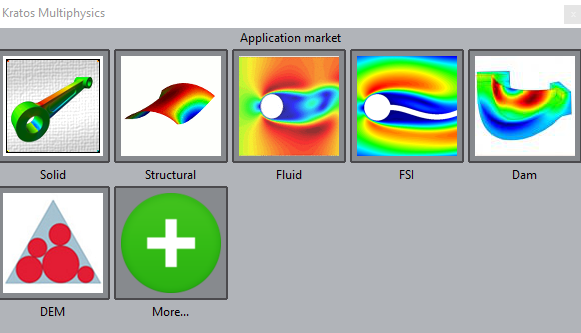 Kratos Multiphysics
x
Application market
Solid
Structural
Fluid
FSI
Dam
DEM
More...